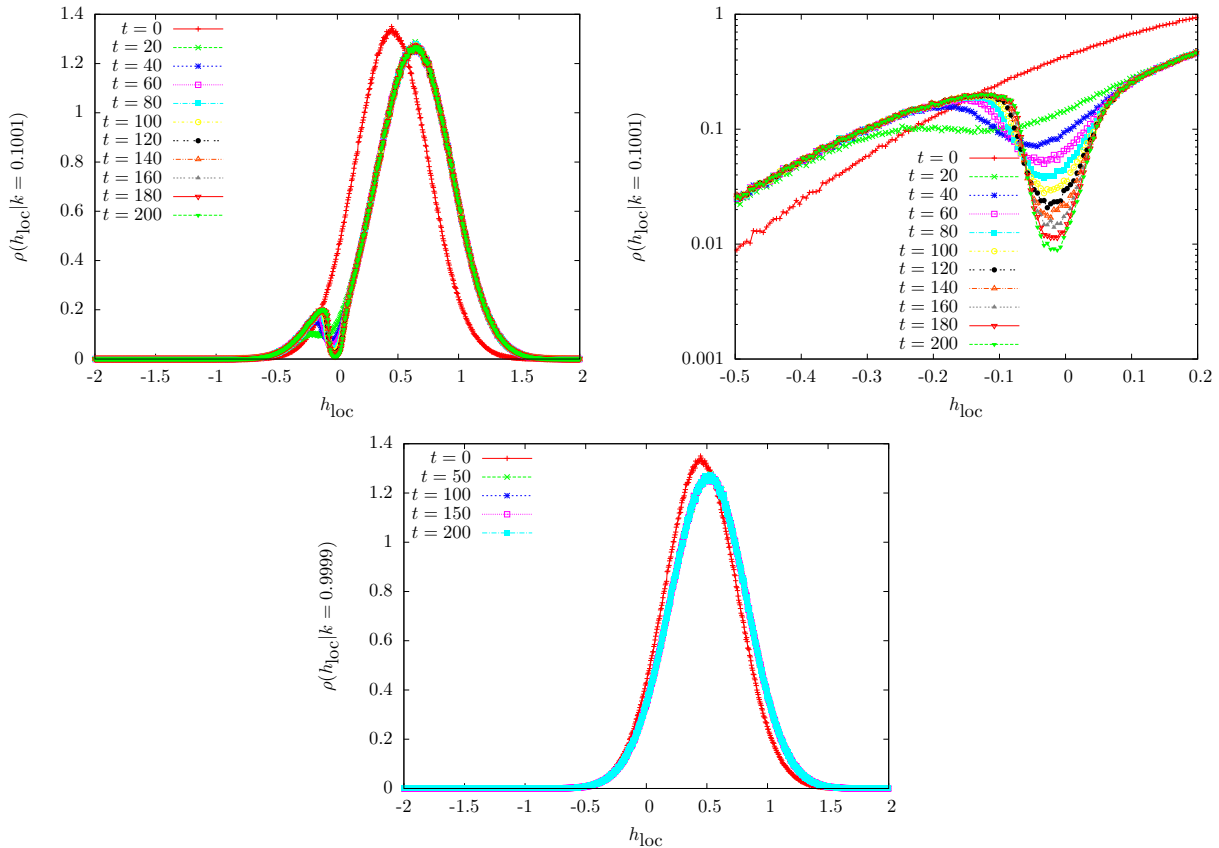 1.4
1.2
1
0.8
0.6
0.4
0.2
0
-2
-1.5
-1
-0.5
0
0.5
1
1.5
2
ρ(h_loc|k = 0.1001)
h_loc
t = 0
t = 20
t = 40
t = 60
t = 80
t = 100
t = 120
t = 140
t = 160
t = 180
t = 200
1
0.1
0.01
0.001
-0.5
-0.4
-0.3
-0.2
-0.1
0
0.1
0.2
ρ(h_loc|k = 0.1001)
h_loc
t = 0
t = 20
t = 40
t = 60
t = 80
t = 100
t = 120
t = 140
t = 160
t = 180
t = 200
1.4
1.2
1
0.8
0.6
0.4
0.2
0
-2
-1.5
-1
-0.5
0
0.5
1
1.5
2
ρ(h_loc|k = 0.9999)
h_loc
t = 0
t = 50
t = 100
t = 150
t = 200